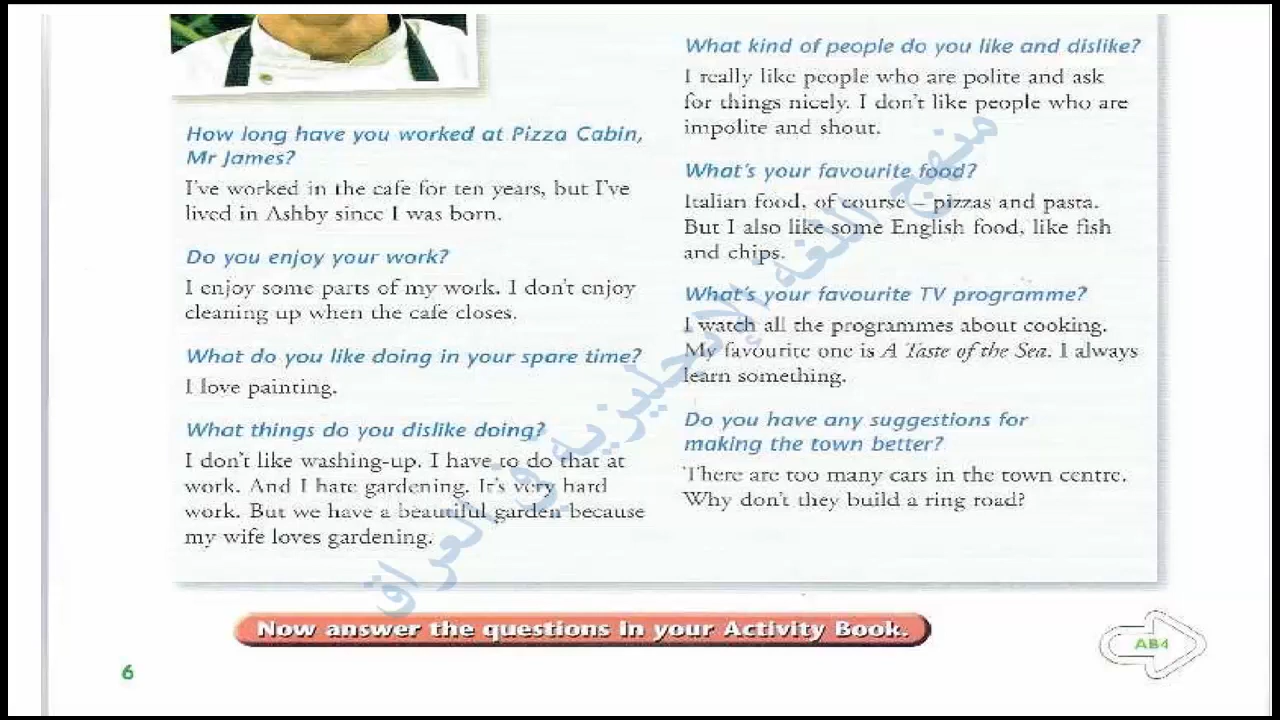 How long have you worked at Pizza Cabin,
Mr James?
I've worked in the cafe for ten years, but I've
lived in Ashby since I was born.
Do you enjoy your work?
I enjoy some parts of my work. I don't enjoy
cleaning up when the cafe closes.
What do you like doing in your spare time?
I love painting.
What things do you dislike doing?
I don't like washing-up. I have to do that at
work. And I hate gardening. It's very hard
work. But we have a beautiful garden because
my wife loves gardening.
What kind of people do you like and dislike?
I really like people who are polite and ask
for things nicely. I don't like people who are
impolite and shout.
What's your favourite food?
Italian food, of course – pizzas and pasta.
But I also like some English food, like fish
and chips.
What's your favourite TV programme?
I watch all the programmes about cooking.
My favourite one is A Taste of the Sea. I always
learn something.
Do you have any suggestions for
making the town better?
There are too many cars in the town centre.
Why don't they build a ring road?
منهج اللغة الإنجليزية في العراق
Now answer the questions in your Activity Book.
AB4
6